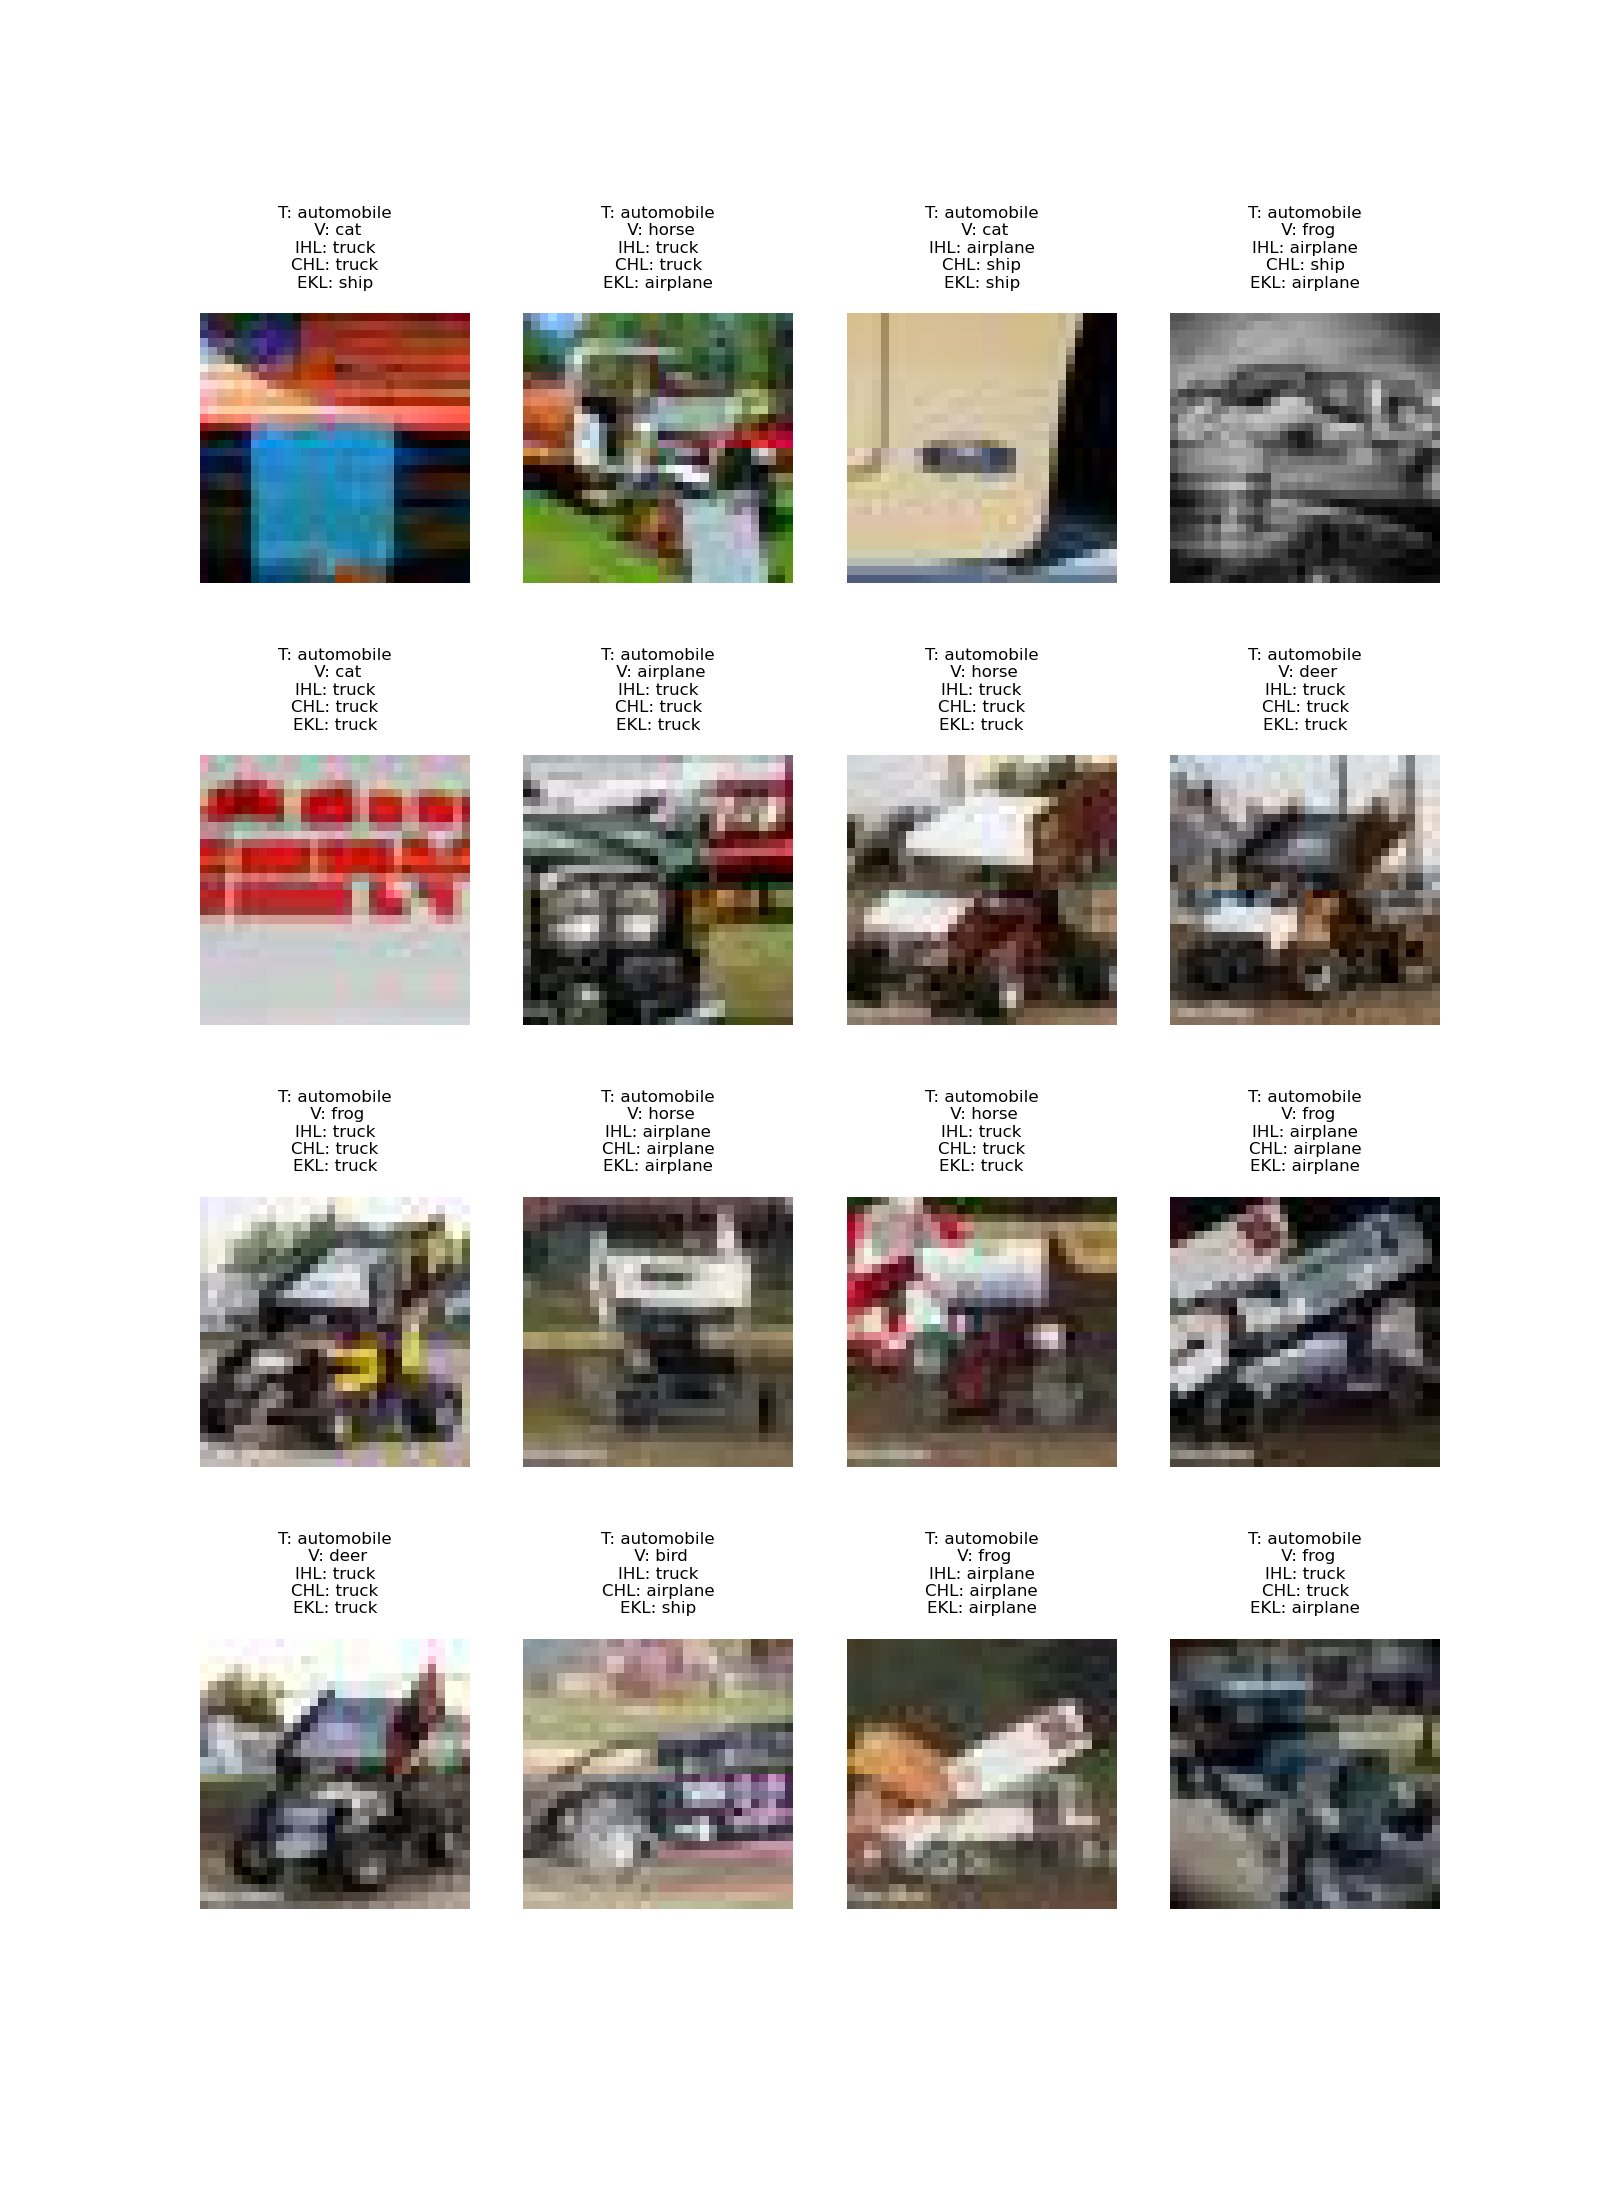 T: automobile
V: cat
IHL: truck
CHL: truck
EKL: ship
T: automobile
V: horse
IHL: truck
CHL: truck
EKL: airplane
T: automobile
V: cat
IHL: airplane
CHL: ship
EKL: ship
T: automobile
V: frog
IHL: airplane
CHL: ship
EKL: airplane
T: automobile
V: cat
IHL: truck
CHL: truck
EKL: truck
T: automobile
V: airplane
IHL: truck
CHL: truck
EKL: truck
T: automobile
V: horse
IHL: truck
CHL: truck
EKL: truck
T: automobile
V: deer
IHL: truck
CHL: truck
EKL: truck
T: automobile
V: frog
IHL: truck
CHL: truck
EKL: truck
T: automobile
V: horse
IHL: airplane
CHL: airplane
EKL: airplane
T: automobile
V: horse
IHL: truck
CHL: truck
EKL: truck
T: automobile
V: frog
IHL: airplane
CHL: airplane
EKL: airplane
T: automobile
V: deer
IHL: truck
CHL: truck
EKL: truck
T: automobile
V: bird
IHL: truck
CHL: airplane
EKL: ship
T: automobile
V: frog
IHL: airplane
CHL: airplane
EKL: airplane
T: automobile
V: frog
IHL: truck
CHL: truck
EKL: airplane